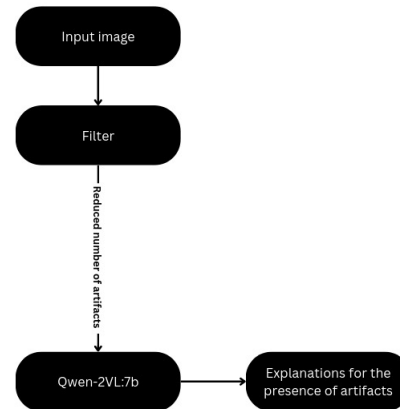 Input image
Filter
Reduced number of artifacts
Qwen-2VL:7b
Explanations for the
presence of artifacts